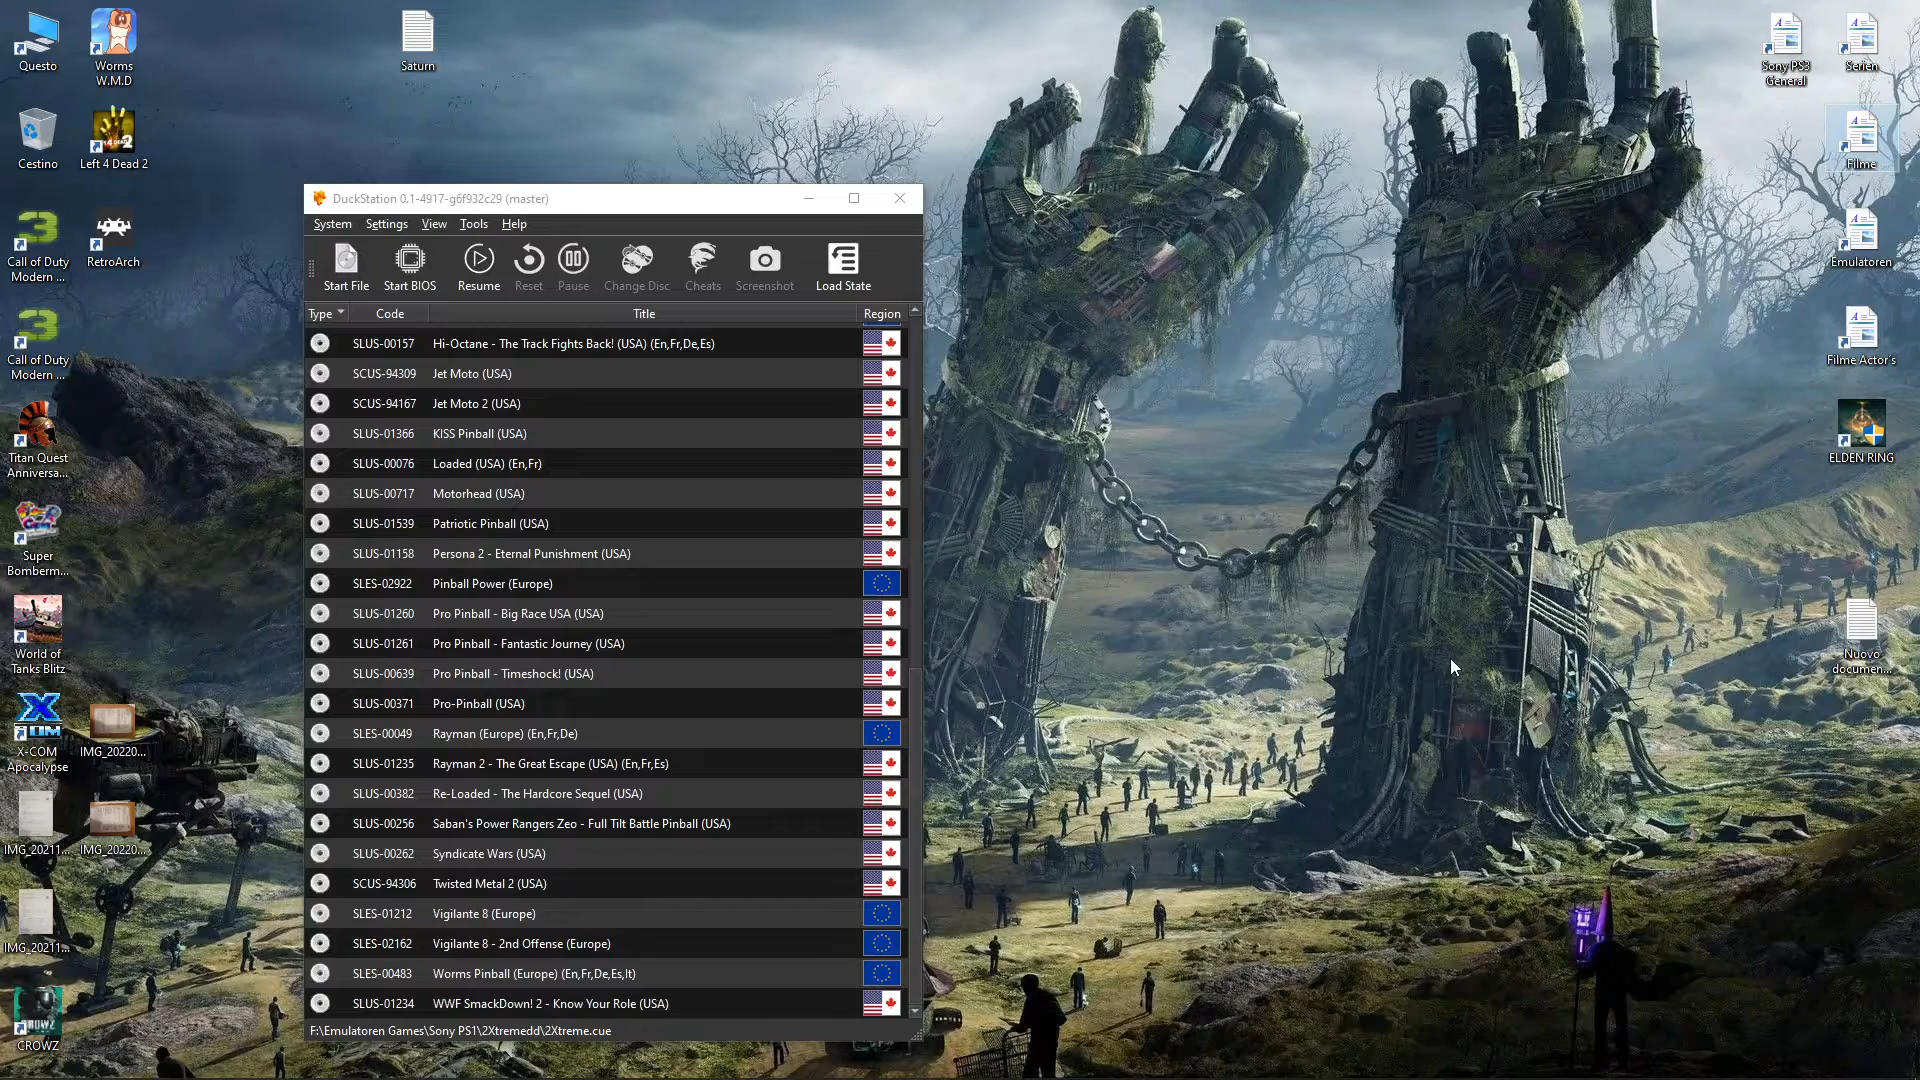 Questo
Worms
W.M.D
Saturn
Sony PS3
General
Serien
Cestino
Left 4 Dead 2
Filme
Call of Duty
Modern ...
RetroArch
Emulatoren
Call of Duty
Modern ...
Filme Actor's
Titan Quest
Anniversa...
ELDEN RING
Super
Bomberm...
World of
Tanks Blitz
Nuovo
documen...
X-COM
Apocalypse
IMG_20220...
IMG_20211...
IMG_20220...
IMG_20211...
CROWZ
DuckStation 0.1-4917-g6f932c29 (master)
System Settings View Tools Help
Start File Start BIOS Resume Reset Pause Change Disc Cheats Screenshot Load State
Type Code Title Region
SLUS-00157 Hi-Octane - The Track Fights Back! (USA) (En,Fr,De,Es)
SCUS-94309 Jet Moto (USA)
SCUS-94167 Jet Moto 2 (USA)
SLUS-01366 KISS Pinball (USA)
SLUS-00076 Loaded (USA) (En,Fr)
SLUS-00717 Motorhead (USA)
SLUS-01539 Patriotic Pinball (USA)
SLUS-01158 Persona 2 - Eternal Punishment (USA)
SLES-02922 Pinball Power (Europe)
SLUS-01260 Pro Pinball - Big Race USA (USA)
SLUS-01261 Pro Pinball - Fantastic Journey (USA)
SLUS-00639 Pro Pinball - Timeshock! (USA)
SLUS-00371 Pro-Pinball (USA)
SLES-00049 Rayman (Europe) (En,Fr,De)
SLUS-01235 Rayman 2 - The Great Escape (USA) (En,Fr,Es)
SLUS-00382 Re-Loaded - The Hardcore Sequel (USA)
SLUS-00256 Saban's Power Rangers Zeo - Full Tilt Battle Pinball (USA)
SLUS-00262 Syndicate Wars (USA)
SCUS-94306 Twisted Metal 2 (USA)
SLES-01212 Vigilante 8 (Europe)
SLES-02162 Vigilante 8 - 2nd Offense (Europe)
SLES-00483 Worms Pinball (Europe) (En,Fr,De,Es,It)
SLUS-01234 WWF SmackDown! 2 - Know Your Role (USA)
F:\Emulatoren Games\Sony PS1\2Xtremedd\2Xtreme.cue